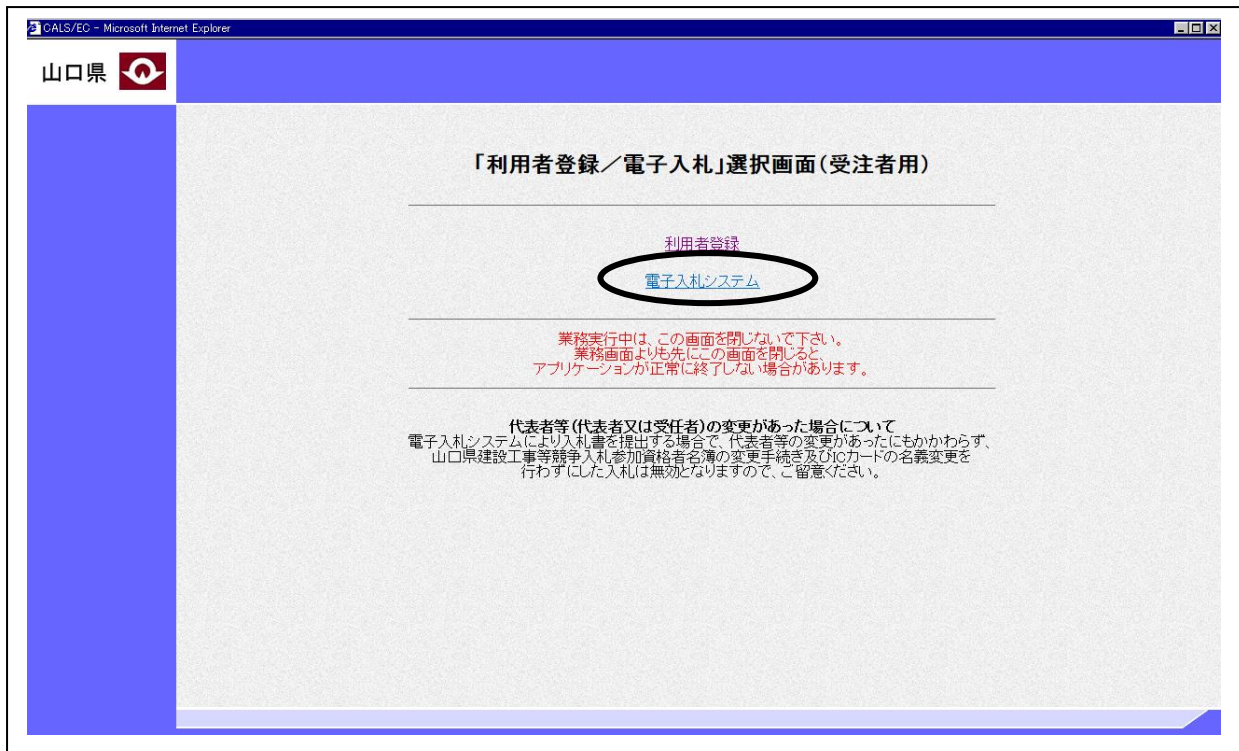 CALS/EC - Microsoft Internet Explorer
山口県
「利用者登録／電子入札」選択画面(受注者用)
利用者登録
電子入札システム
業務実行中は、この画面を閉じないで下さい。
業務画面よりも先にこの画面を閉じると、
アプリケーションが正常に終了しない場合があります。
代表者等(代表者又は受任者)の変更があった場合について
電子入札システムにより入札書を提出する場合で、代表者等の変更があったにもかかわらず、
山口県建設工事等競争入札参加資格者名簿の変更手続き及びICカードの名義変更を
行わずにした入札は無効となりますので、ご留意ください。